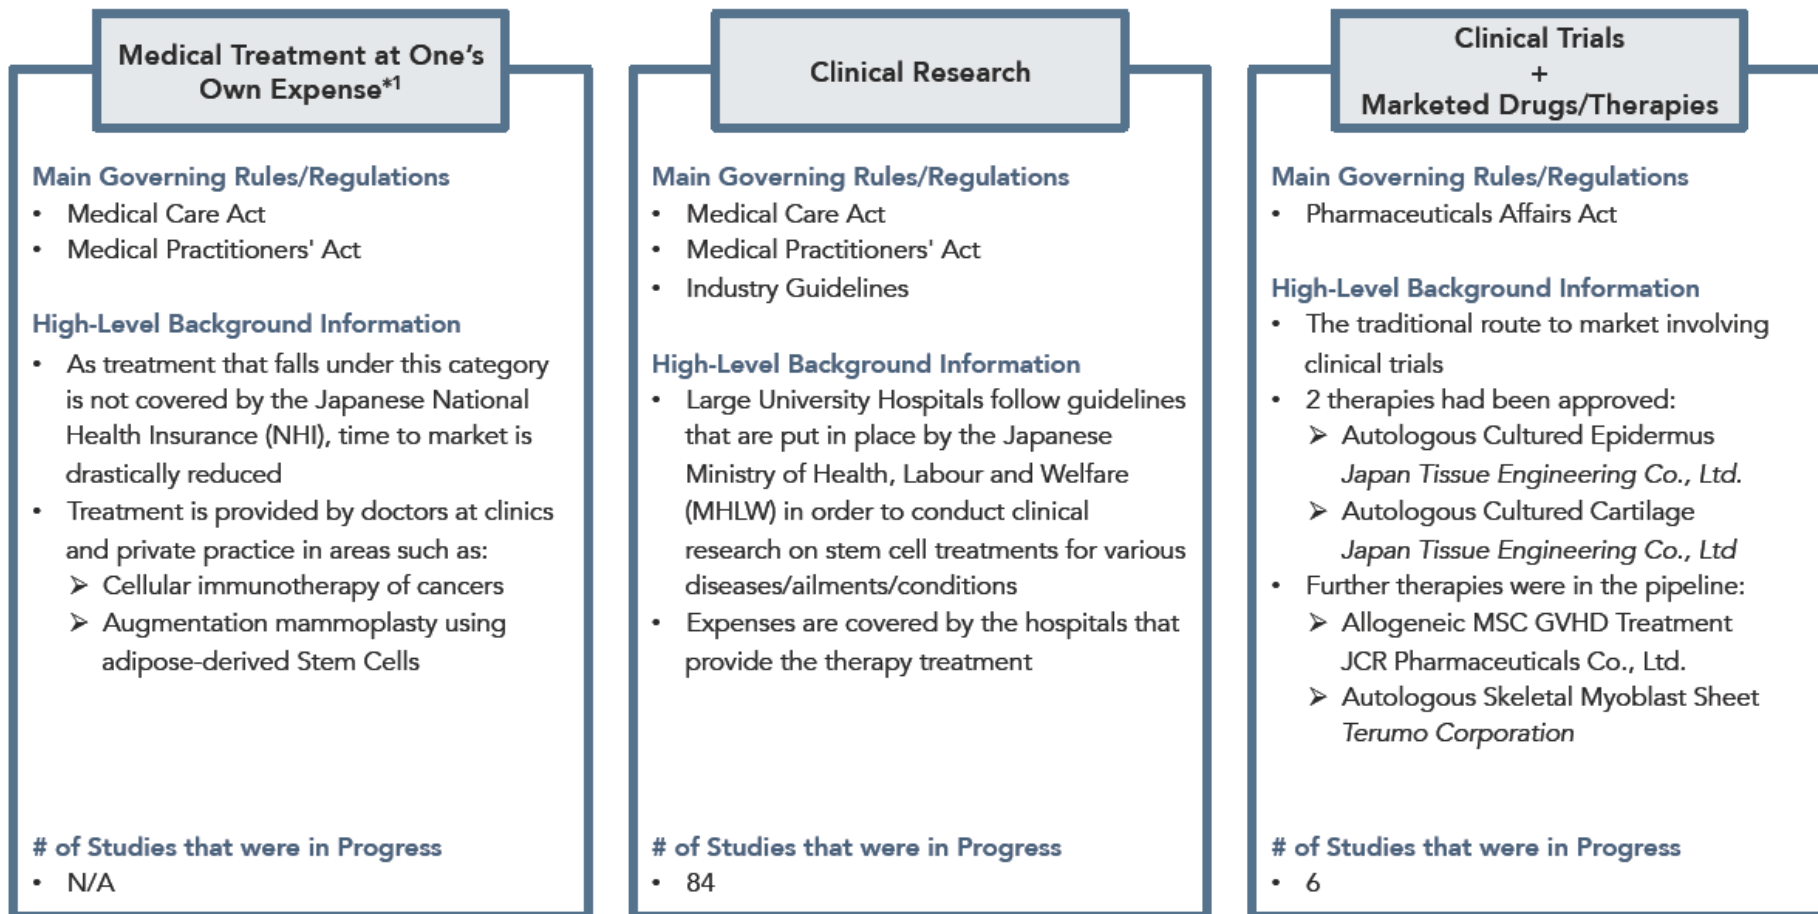 Medical Treatment at One's
Own Expense*1
Main Governing Rules/Regulations
• Medical Care Act
• Medical Practitioners' Act
High-Level Background Information
• As treatment that falls under this category
is not covered by the Japanese National
Health Insurance (NHI), time to market is
drastically reduced
• Treatment is provided by doctors at clinics
and private practice in areas such as:
➢ Cellular immunotherapy of cancers
➢ Augmentation mammoplasty using
adipose-derived Stem Cells
# of Studies that were in Progress
• N/A
Clinical Research
Main Governing Rules/Regulations
• Medical Care Act
• Medical Practitioners' Act
• Industry Guidelines
High-Level Background Information
• Large University Hospitals follow guidelines
that are put in place by the Japanese
Ministry of Health, Labour and Welfare
(MHLW) in order to conduct clinical
research on stem cell treatments for various
diseases/ailments/conditions
• Expenses are covered by the hospitals that
provide the therapy treatment
# of Studies that were in Progress
• 84
Clinical Trials
+
Marketed Drugs/Therapies
Main Governing Rules/Regulations
• Pharmaceuticals Affairs Act
High-Level Background Information
• The traditional route to market involving
clinical trials
• 2 therapies had been approved:
➢ Autologous Cultured Epidermus
Japan Tissue Engineering Co., Ltd.
➢ Autologous Cultured Cartilage
Japan Tissue Engineering Co., Ltd
• Further therapies were in the pipeline:
➢ Allogeneic MSC GVHD Treatment
JCR Pharmaceuticals Co., Ltd.
➢ Autologous Skeletal Myoblast Sheet
Terumo Corporation
# of Studies that were in Progress
• 6